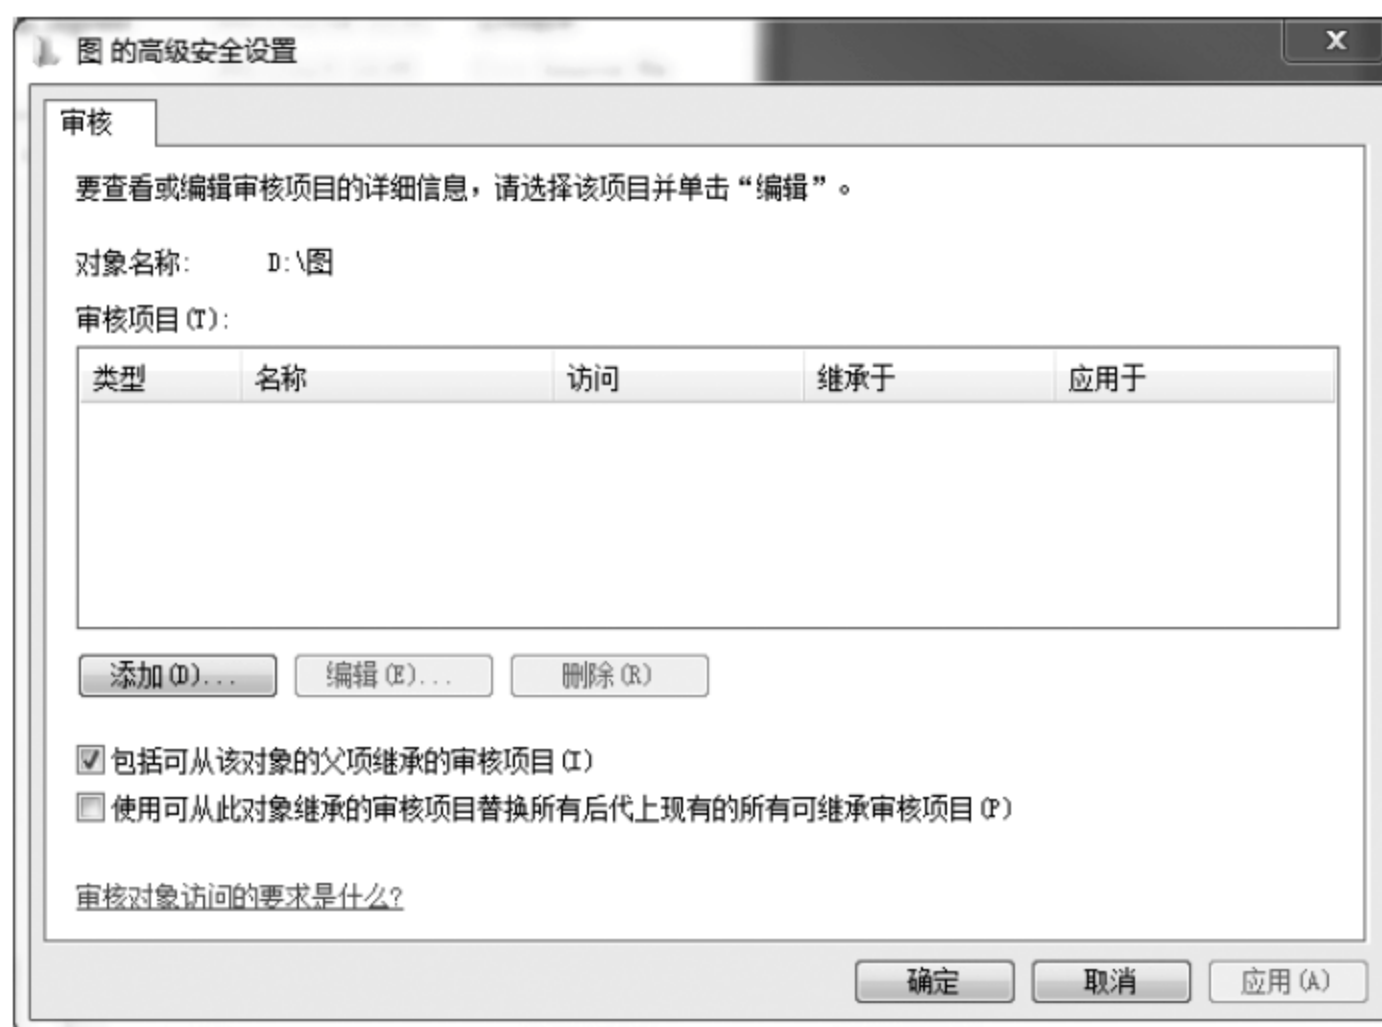 图 的高级安全设置
X
审核
要查看或编辑审核项目的详细信息，请选择该项目并单击“编辑”。
对象名称: D:\图
审核项目(T):
类型 名称 访问 继承于 应用于
添加(D)... 编辑(E)... 删除(R)
包括可从该对象的父项继承的审核项目(I)
使用可从此对象继承的审核项目替换所有后代上现有的所有可继承审核项目(P)
审核对象访问的要求是什么?
确定 取消 应用(A)